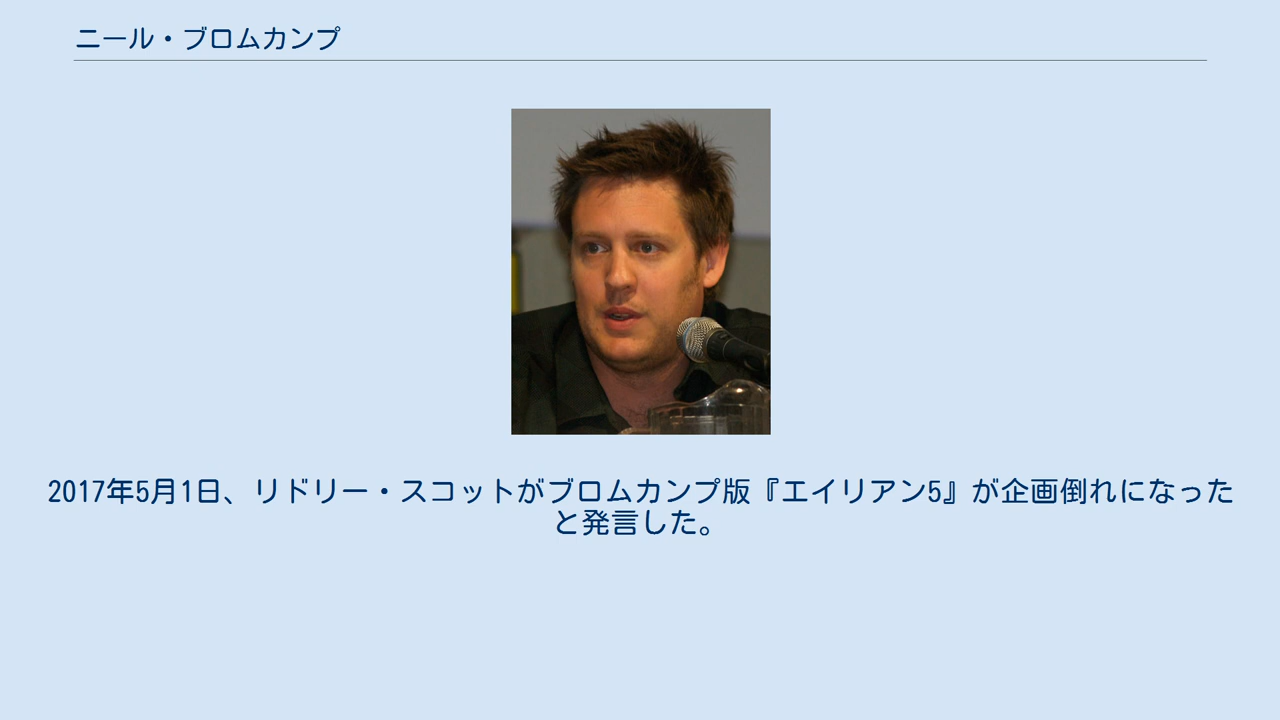 ニール・ブロムカンプ
2017年5月1日、リドリー・スコットがブロムカンプ版『エイリアン5』が企画倒れになった
と発言した。